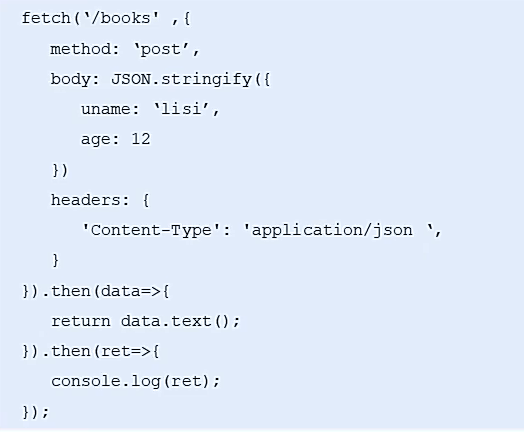 fetch(‛/books' ,{
method: ‛post’,
body: JSON.stringify({
uname: ‛lisi’,
age: 12
})
headers: {
'Content-Type': 'application/json ‛,
}
}).then(data=>{
return data.text();
}).then(ret=>{
console.log(ret);
});